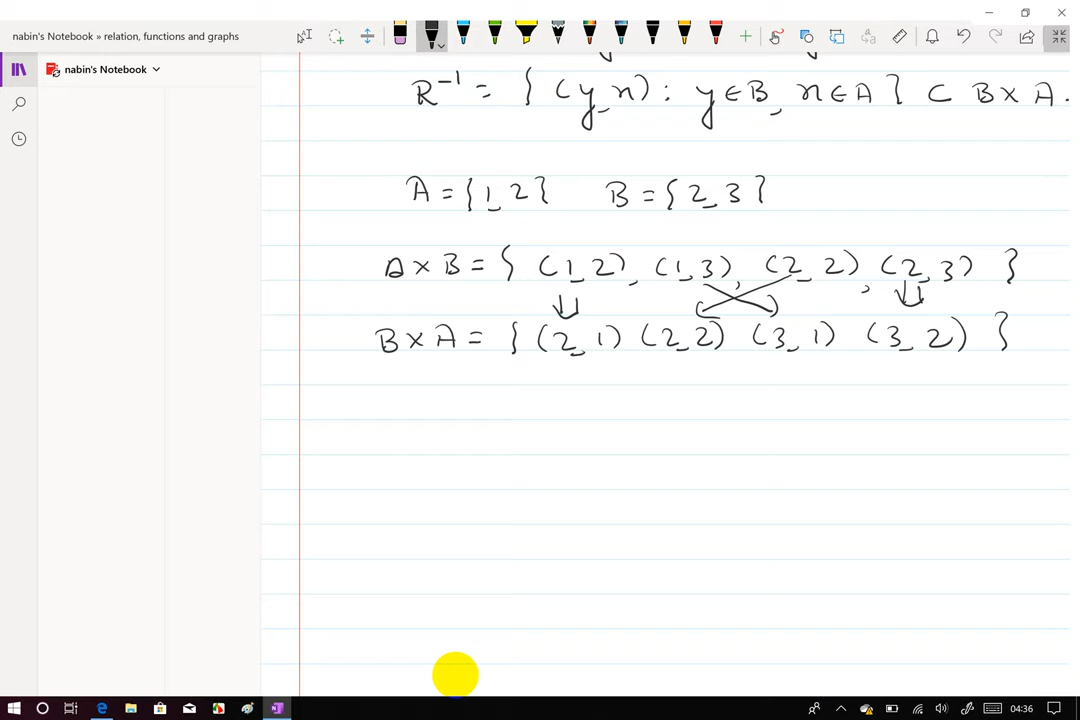 nabin's Notebook » relation, functions and graphs
nabin's Notebook
R⁻¹ = { (y, x) : y ∈ B, x ∈ A } ⊂ B × A.
A = {1, 2} B = {2, 3}
A × B = { (1, 2), (1, 3), (2, 2), (2, 3) }
B × A = { (2, 1) (2, 2) (3, 1) (3, 2) }
04:36